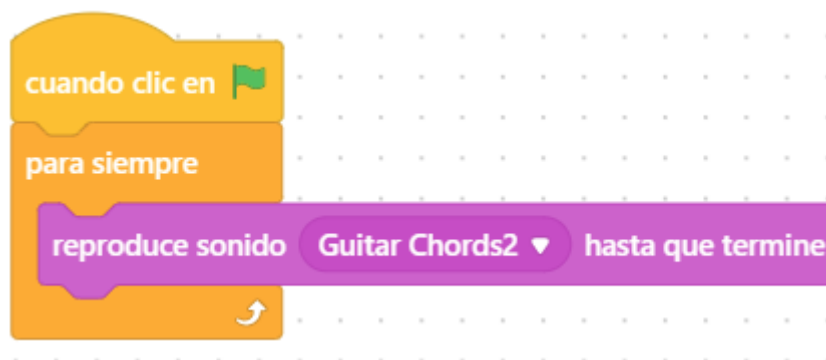 cuando clic en
para siempre
reproduce sonido Guitar Chords2 hasta que termine